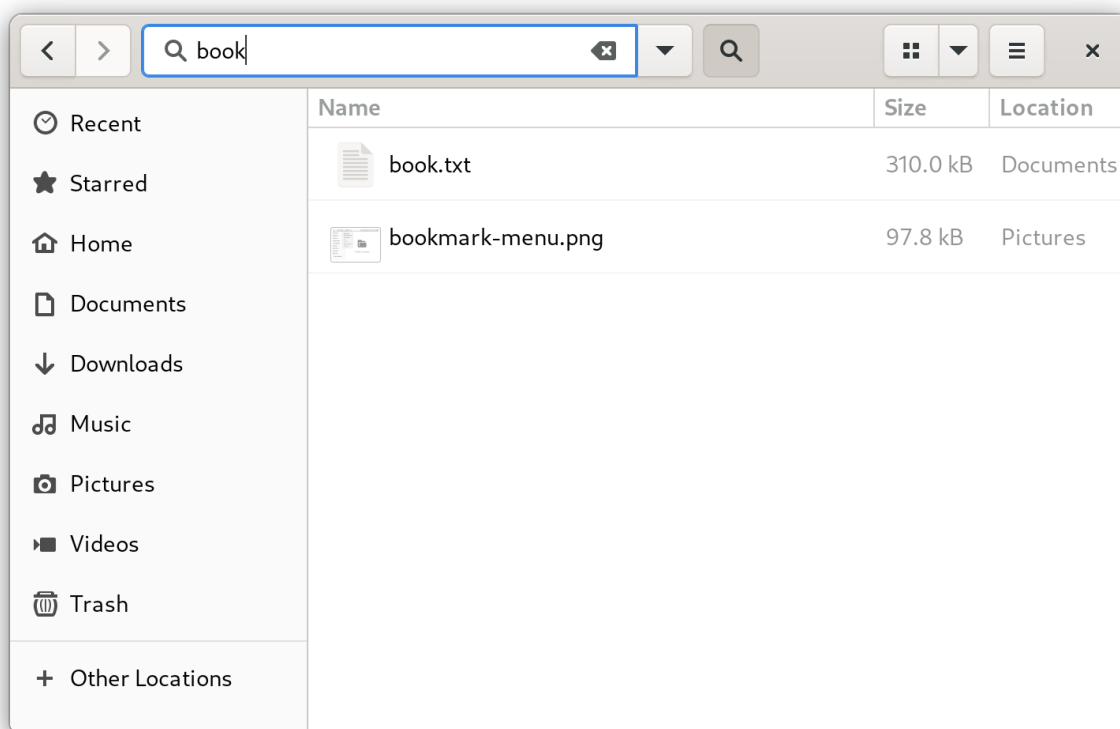 book
Name Size Location
Recent
book.txt 310.0 kB Documents
Starred
bookmark-menu.png 97.8 kB Pictures
Home
Documents
Downloads
Music
Pictures
Videos
Trash
Other Locations